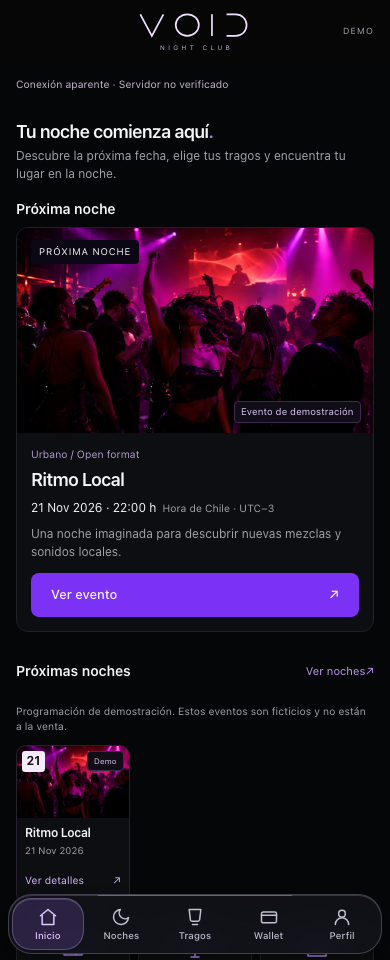 VOID
NIGHT CLUB
DEMO
Conexión aparente · Servidor no verificado
Tu noche comienza aquí.
Descubre la próxima fecha, elige tus tragos y encuentra tu
lugar en la noche.
Próxima noche
PRÓXIMA NOCHE
Evento de demostración
Urbano / Open format
Ritmo Local
21 Nov 2026 · 22:00 h Hora de Chile · UTC−3
Una noche imaginada para descubrir nuevas mezclas y
sonidos locales.
Ver evento ↗
Próximas noches
Ver noches↗
Programación de demostración. Estos eventos son ficticios y no están
a la venta.
21
Demo
Ritmo Local
21 Nov 2026
Ver detalles ↗
Inicio
Noches
Tragos
Wallet
Perfil